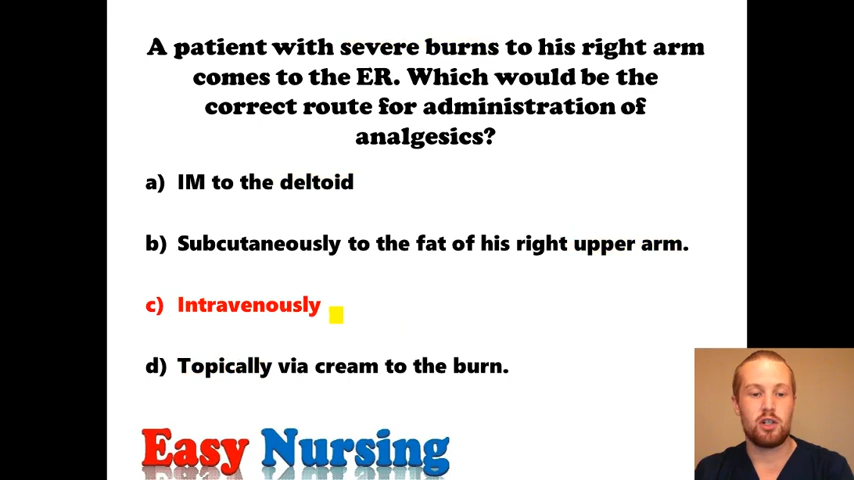 A patient with severe burns to his right arm
comes to the ER. Which would be the
correct route for administration of
analgesics?
a) IM to the deltoid
b) Subcutaneously to the fat of his right upper arm.
c) Intravenously
d) Topically via cream to the burn.
Easy Nursing